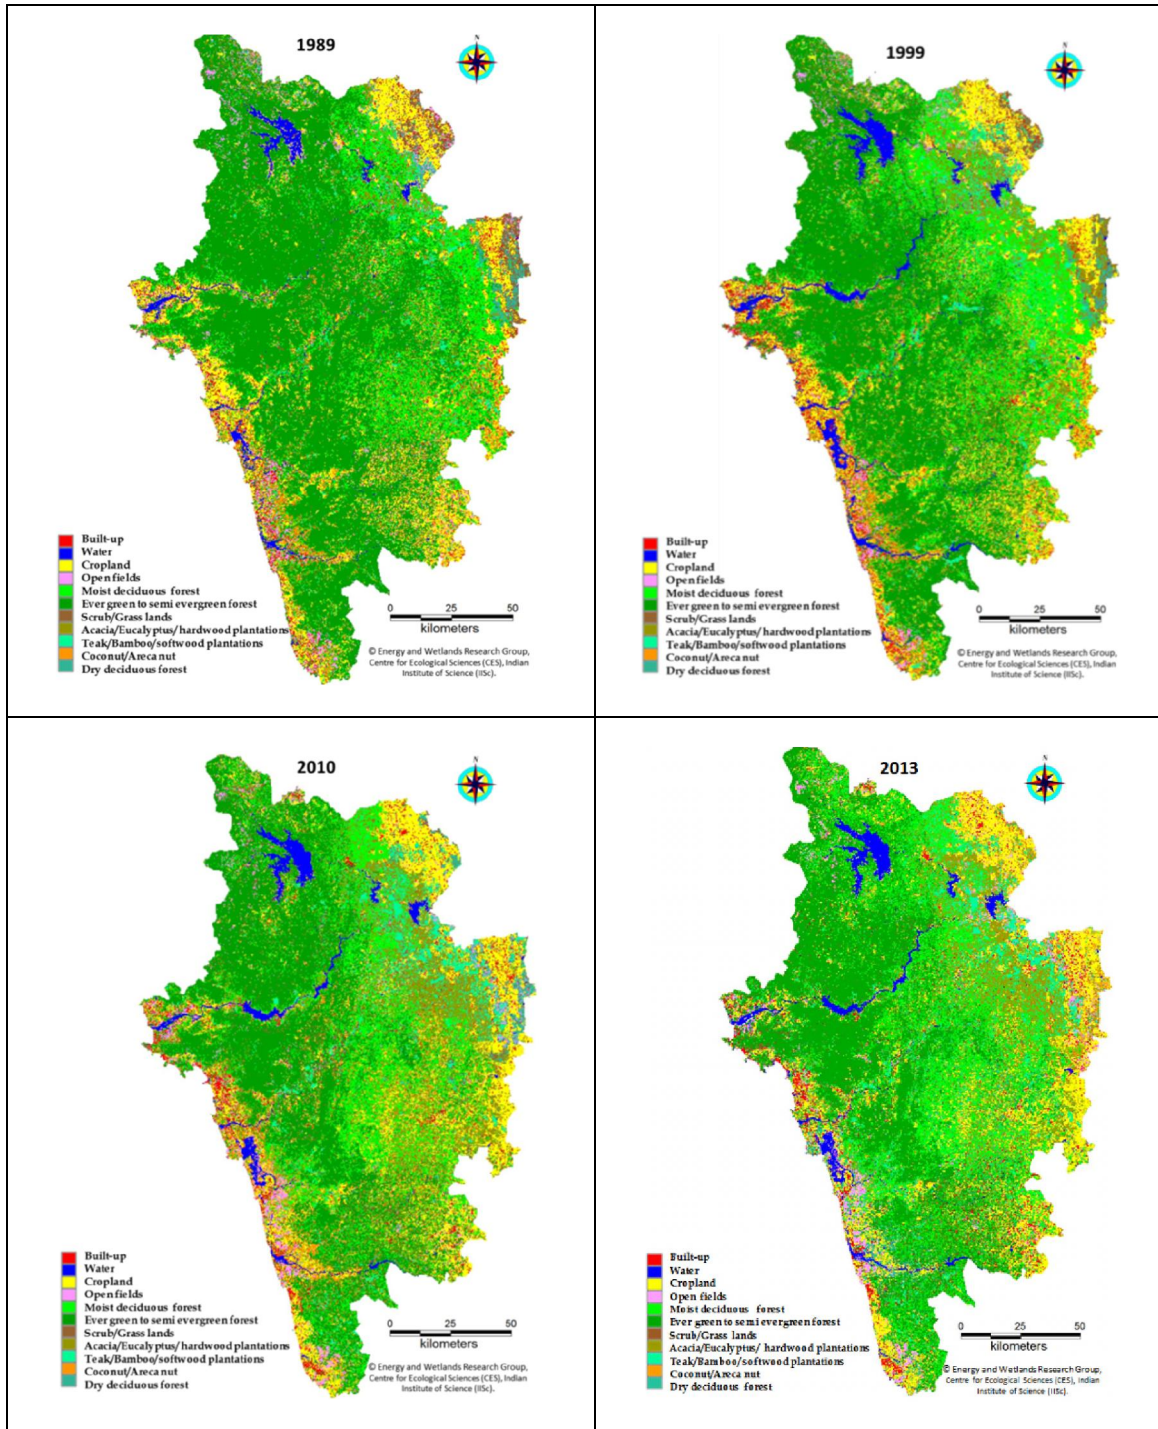 1989
N
Built-up
Water
Cropland
Open fields
Moist deciduous forest
Ever green to semi evergreen forest
Scrub/Grass lands
Acacia/Eucalyptus/ hardwood plantations
Teak/Bamboo/softwood plantations
Coconut/Areca nut
Dry deciduous forest
0 25 50
kilometers
© Energy and Wetlands Research Group,
Centre for Ecological Sciences (CES), Indian
Institute of Science (IISc).
1999
N
Built-up
Water
Cropland
Open fields
Moist deciduous forest
Ever green to semi evergreen forest
Scrub/Grass lands
Acacia/Eucalyptus/ hardwood plantations
Teak/Bamboo/softwood plantations
Coconut/Areca nut
Dry deciduous forest
0 25 50
kilometers
© Energy and Wetlands Research Group,
Centre for Ecological Sciences (CES), Indian
Institute of Science (IISc).
2010
N
Built-up
Water
Cropland
Open fields
Moist deciduous forest
Ever green to semi evergreen forest
Scrub/Grass lands
Acacia/Eucalyptus/ hardwood plantations
Teak/Bamboo/softwood plantations
Coconut/Areca nut
Dry deciduous forest
0 25 50
kilometers
© Energy and Wetlands Research Group,
Centre for Ecological Sciences (CES), Indian
Institute of Science (IISc).
2013
N
Built-up
Water
Cropland
Open fields
Moist deciduous forest
Ever green to semi evergreen forest
Scrub/Grass lands
Acacia/Eucalyptus/ hardwood plantations
Teak/Bamboo/softwood plantations
Coconut/Areca nut
Dry deciduous forest
0 25 50
kilometers
© Energy and Wetlands Research Group,
Centre for Ecological Sciences (CES), Indian
Institute of Science (IISc).